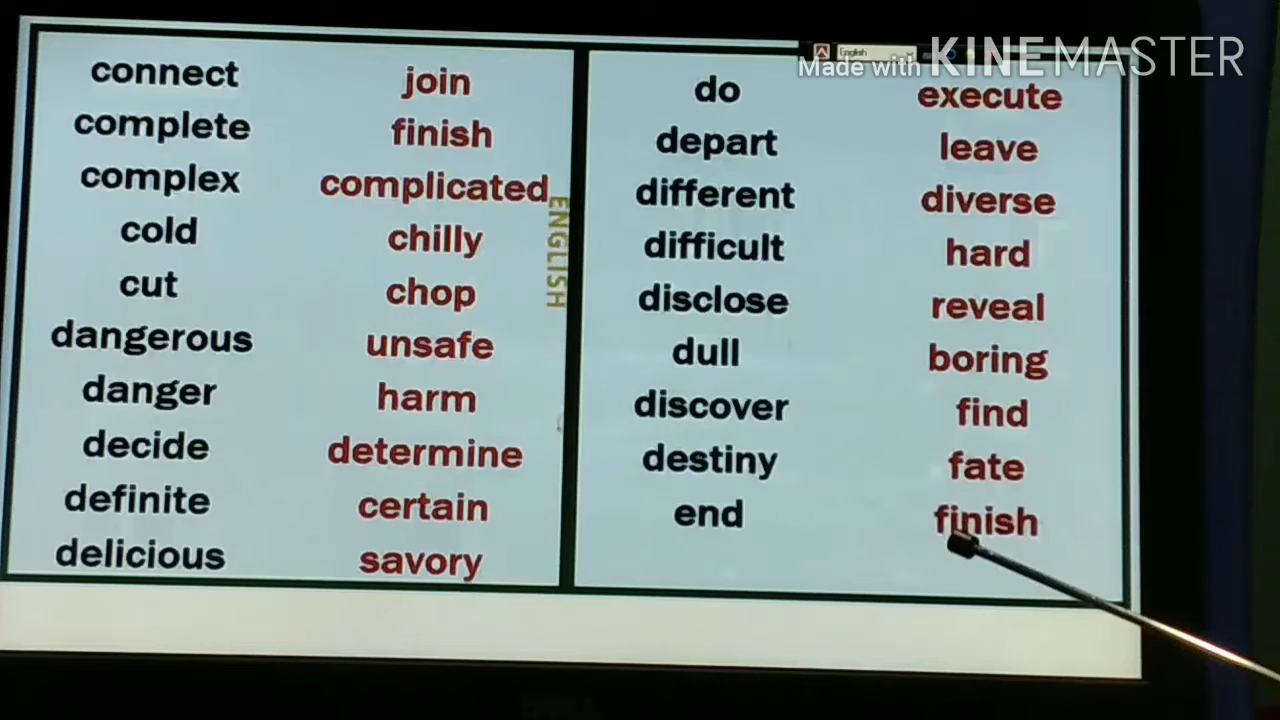 connect join
complete finish
complex complicated
cold chilly
cut chop
dangerous unsafe
danger harm
decide determine
definite certain
delicious savory
ENGLISH
do execute
depart leave
different diverse
difficult hard
disclose reveal
dull boring
discover find
destiny fate
end finish
English
Made with KINEMASTER